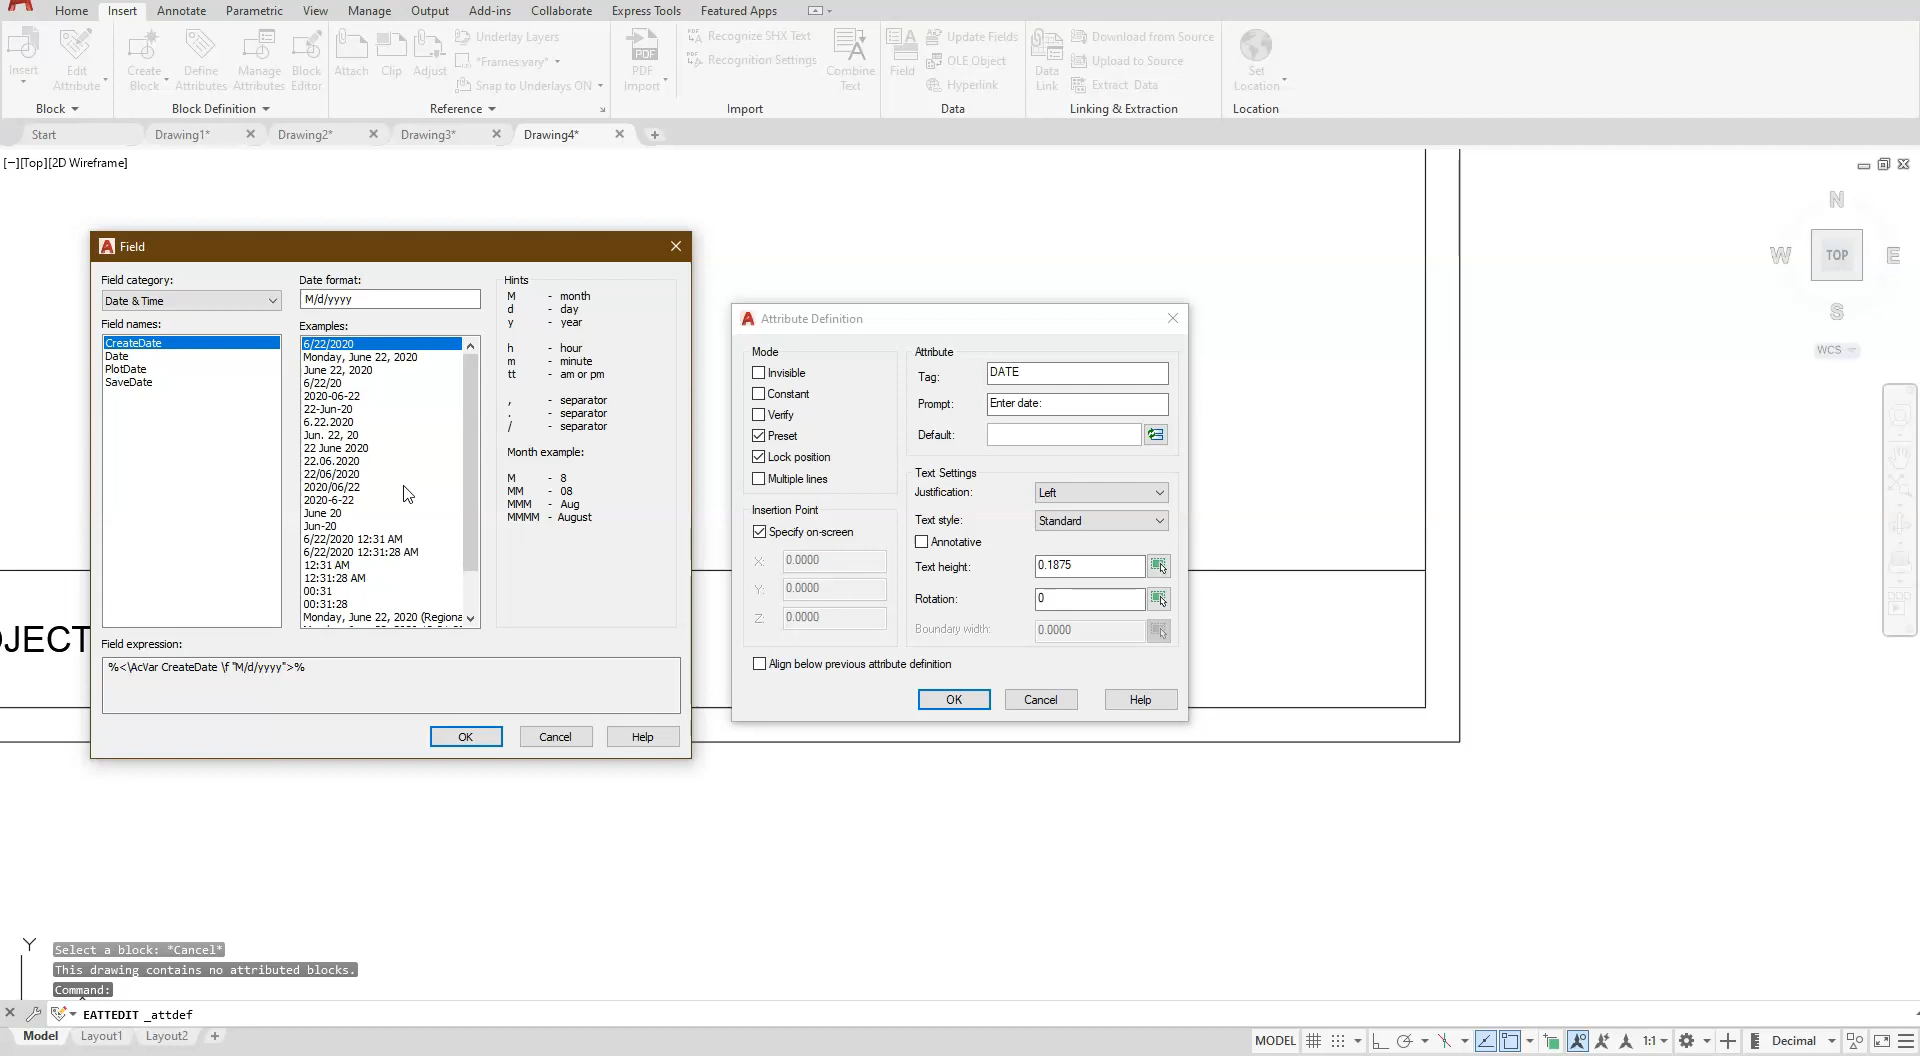 Home Insert Annotate Parametric View Manage Output Add-ins Collaborate Express Tools Featured Apps
Insert
Edit Attribute
Create Block
Define Attributes
Manage Attributes
Block Editor
Block
Block Definition
Attach
Clip
Adjust
Underlay Layers
*Frames vary*
Snap to Underlays ON
Reference
PDF
PDF Import
Recognize SHX Text
Recognition Settings
Combine Text
Import
Field
Update Fields
OLE Object
Hyperlink
Data
Data Link
Download from Source
Upload to Source
Extract Data
Linking & Extraction
Set Location
Location
Start Drawing1* Drawing2* Drawing3* Drawing4*
[−][Top][2D Wireframe]
N
W TOP E
S
WCS
Field
Field category:
Date & Time
Field names:
CreateDate
Date
PlotDate
SaveDate
Date format:
M/d/yyyy
Examples:
6/22/2020
Monday, June 22, 2020
June 22, 2020
6/22/20
2020-06-22
22-Jun-20
6.22.2020
Jun. 22, 20
22 June 2020
22.06.2020
22/06/2020
2020/06/22
2020-6-22
June 20
Jun-20
6/22/2020 12:31 AM
6/22/2020 12:31:28 AM
12:31 AM
12:31:28 AM
00:31
00:31:28
Monday, June 22, 2020 (Regiona
Hints
M - month
d - day
y - year
h - hour
m - minute
tt - am or pm
, - separator
. - separator
/ - separator
Month example:
M - 8
MM - 08
MMM - Aug
MMMM - August
Field expression:
%<\AcVar CreateDate \f "M/d/yyyy">%
OK Cancel Help
OJECT
Attribute Definition
Mode
Invisible
Constant
Verify
Preset
Lock position
Multiple lines
Insertion Point
Specify on-screen
X: 0.0000
Y: 0.0000
Z: 0.0000
Attribute
Tag: DATE
Prompt: Enter date:
Default:
Text Settings
Justification: Left
Text style: Standard
Annotative
Text height: 0.1875
Rotation: 0
Boundary width: 0.0000
Align below previous attribute definition
OK Cancel Help
Y
Select a block: *Cancel*
This drawing contains no attributed blocks.
Command:
EATTEDIT _attdef
Model Layout1 Layout2
MODEL 1:1 Decimal